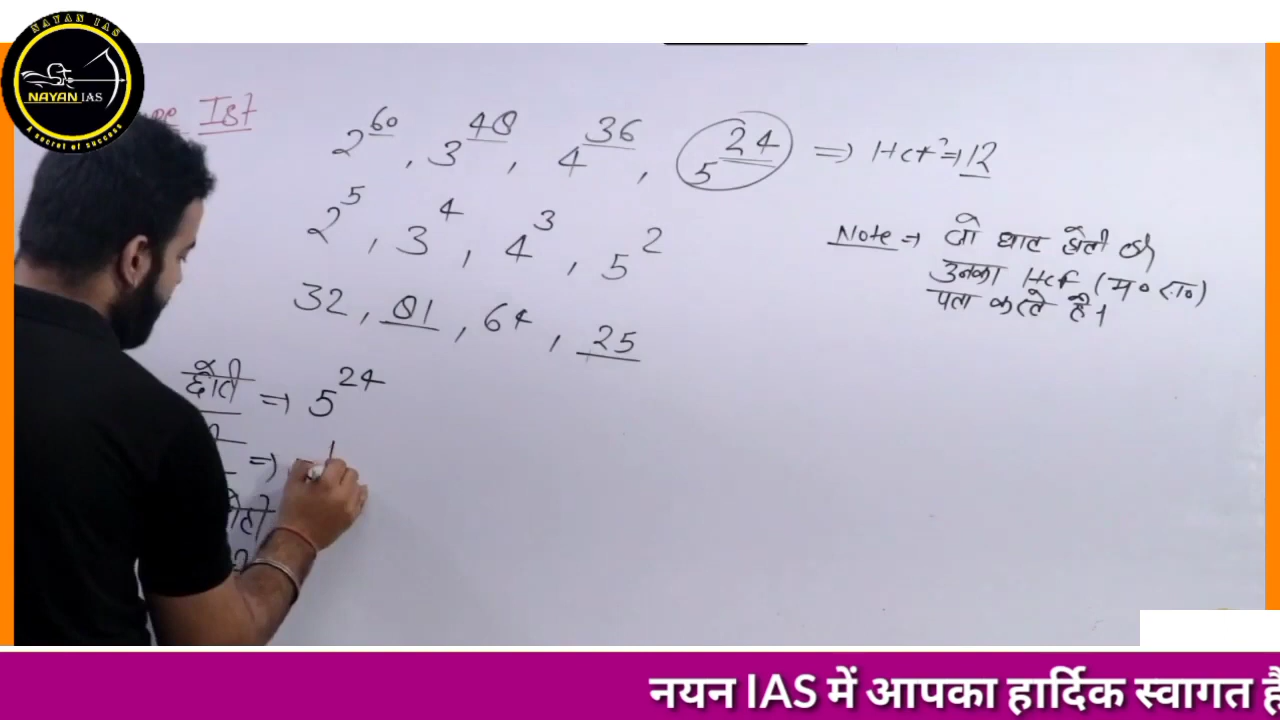 NAYAN IAS
NAYAN IAS
A secret of success
Ist
2^60, 3^48, 4^36, 5^24 => Hcf = 12
2^5, 3^4, 4^3, 5^2
Note => जो घात होती है
उनका Hcf (म० स०)
पता करते है।
32, 81, 64, 25
छोटी => 5^24
=>
नयन IAS में आपका हार्दिक स्वागत है